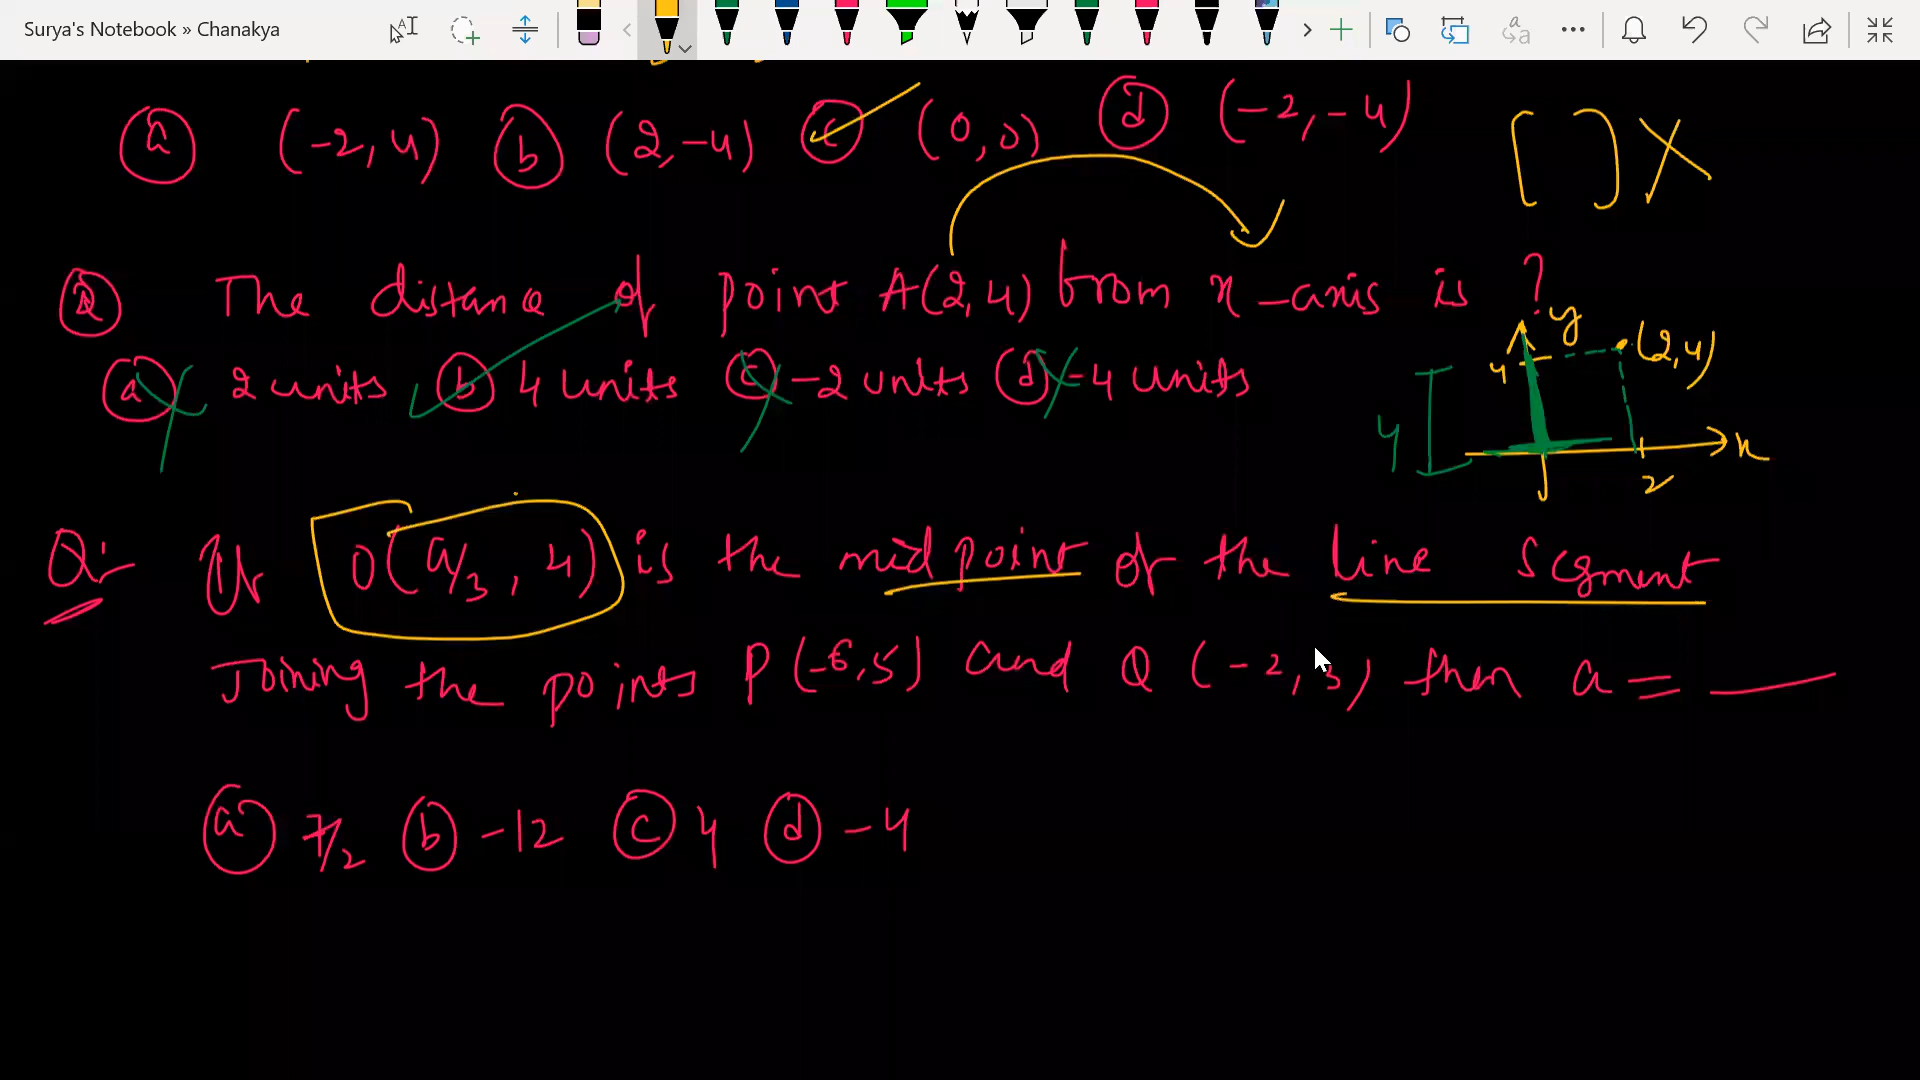 Surya's Notebook » Chanakya
a (-2, 4) b (2, -4) c (0, 0) d (-2, -4) [ ] X
Q The distance of point A(2, 4) from x-axis is ?
a 2 units b 4 units c -2 units d -4 units
y
4 (2, 4)
4
x
2
Q:- If O(a/3, 4) is the mid point of the line segment
Joining the points P(-6, 5) and Q (-2, 3) then a = ___
a 7/2 b -12 c 4 d -4